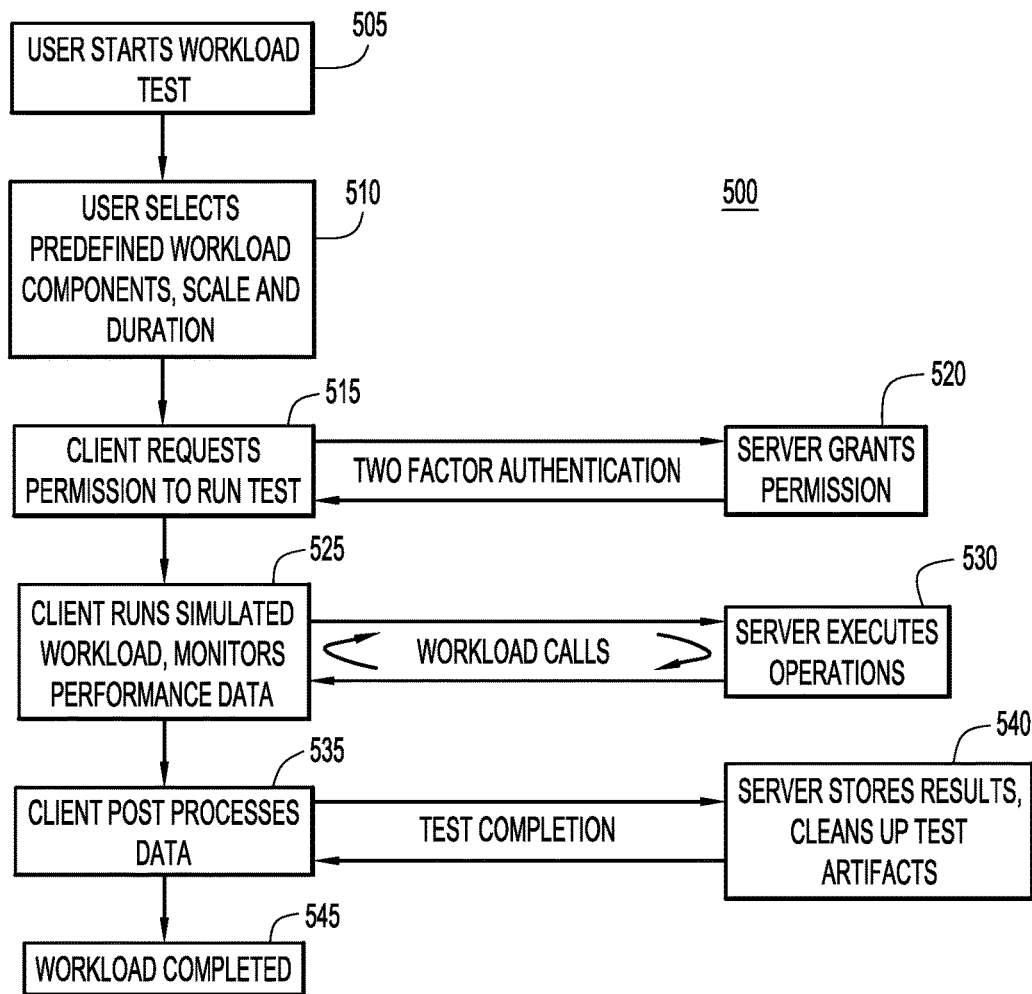 505
USER STARTS WORKLOAD
TEST
510
USER SELECTS
PREDEFINED WORKLOAD
COMPONENTS, SCALE AND
DURATION
500
515
CLIENT REQUESTS
PERMISSION TO RUN TEST
TWO FACTOR AUTHENTICATION
520
SERVER GRANTS
PERMISSION
525
CLIENT RUNS SIMULATED
WORKLOAD, MONITORS
PERFORMANCE DATA
WORKLOAD CALLS
530
SERVER EXECUTES
OPERATIONS
535
CLIENT POST PROCESSES
DATA
TEST COMPLETION
540
SERVER STORES RESULTS,
CLEANS UP TEST
ARTIFACTS
545
WORKLOAD COMPLETED